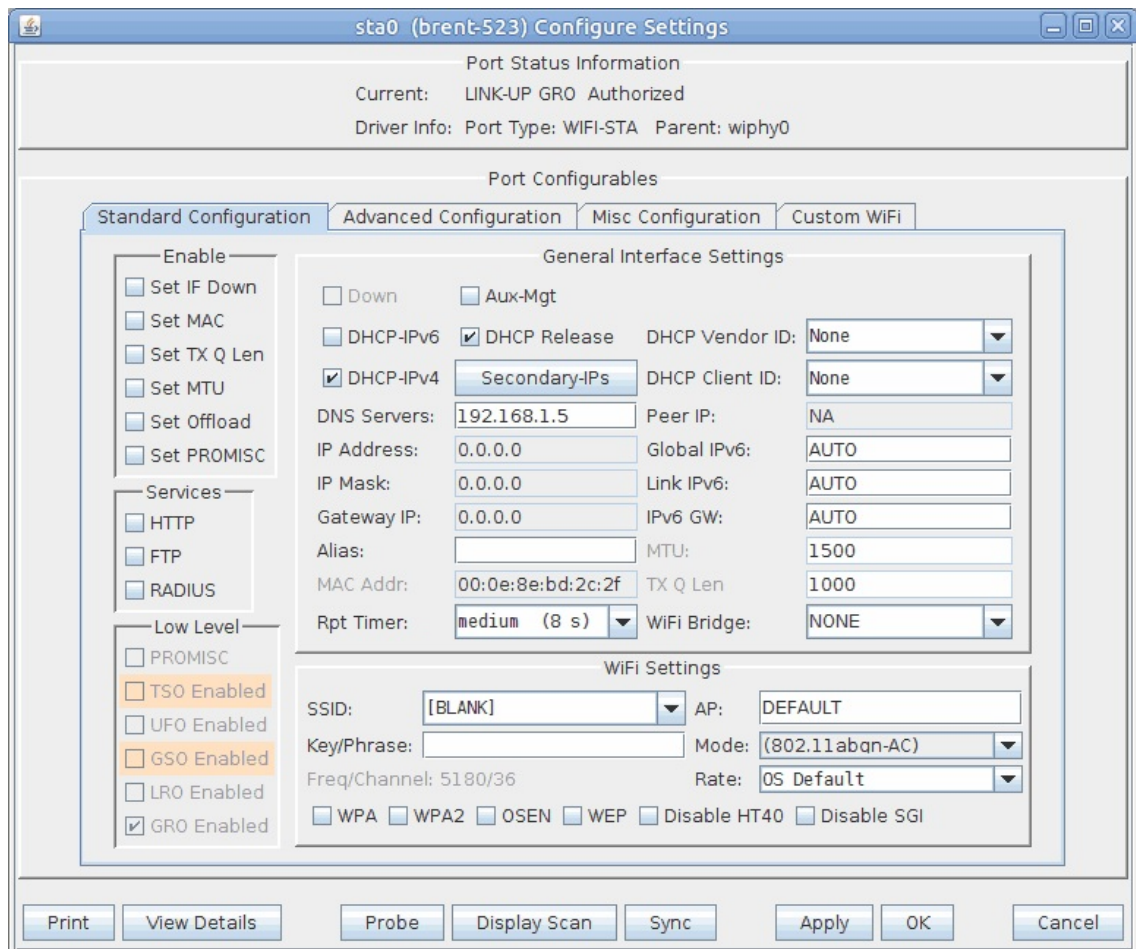 sta0 (brent-523) Configure Settings
Port Status Information
Current: LINK-UP GRO Authorized
Driver Info: Port Type: WIFI-STA Parent: wiphy0
Port Configurables
Standard Configuration
Advanced Configuration
Misc Configuration
Custom WiFi
Enable
Set IF Down
Set MAC
Set TX Q Len
Set MTU
Set Offload
Set PROMISC
Services
HTTP
FTP
RADIUS
Low Level
PROMISC
TSO Enabled
UFO Enabled
GSO Enabled
LRO Enabled
GRO Enabled
General Interface Settings
Down Aux-Mgt
DHCP-IPv6 DHCP Release DHCP Vendor ID: None
DHCP-IPv4 Secondary-IPs DHCP Client ID: None
DNS Servers: 192.168.1.5 Peer IP: NA
IP Address: 0.0.0.0 Global IPv6: AUTO
IP Mask: 0.0.0.0 Link IPv6: AUTO
Gateway IP: 0.0.0.0 IPv6 GW: AUTO
Alias: MTU: 1500
MAC Addr: 00:0e:8e:bd:2c:2f TX Q Len 1000
Rpt Timer: medium (8 s) WiFi Bridge: NONE
WiFi Settings
SSID: [BLANK] AP: DEFAULT
Key/Phrase: Mode: (802.11abgn-AC)
Freq/Channel: 5180/36 Rate: OS Default
WPA WPA2 OSEN WEP Disable HT40 Disable SGI
Print View Details Probe Display Scan Sync Apply OK Cancel